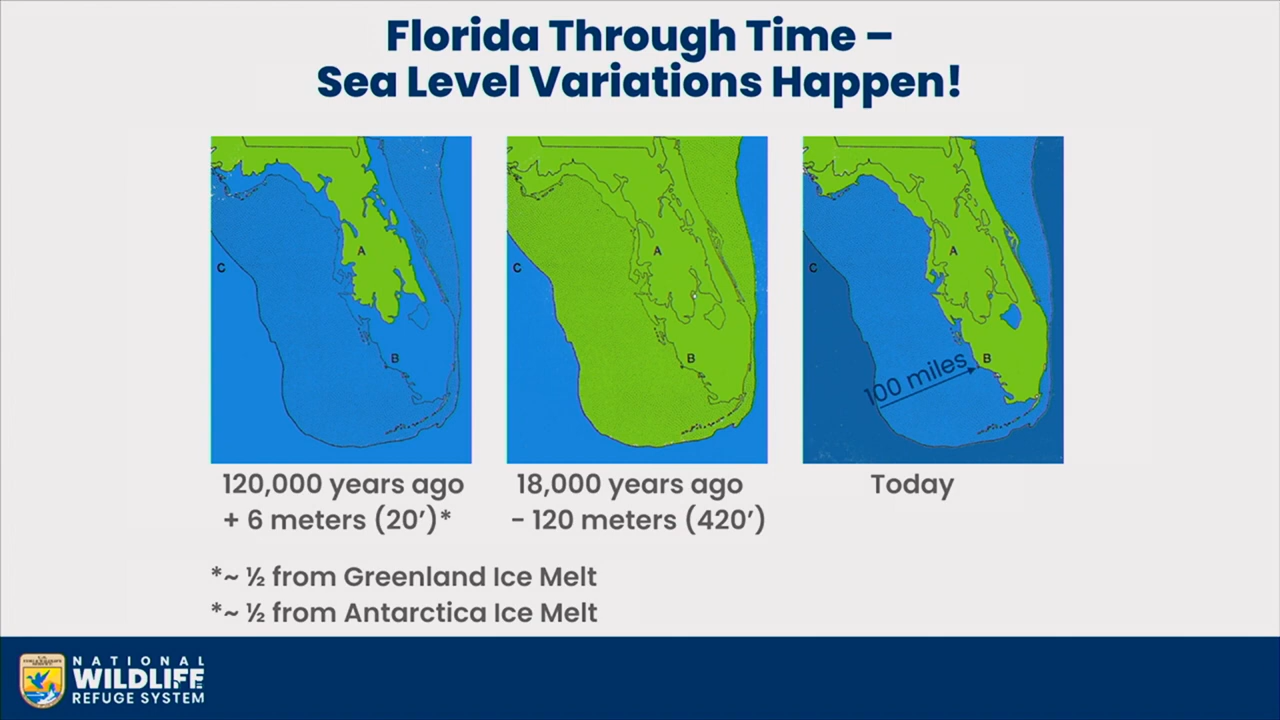 Florida Through Time –
Sea Level Variations Happen!
A
B
C
A
B
C
A
B
C
100 miles
120,000 years ago
+ 6 meters (20’)*
18,000 years ago
- 120 meters (420’)
Today
*~ ½ from Greenland Ice Melt
*~ ½ from Antarctica Ice Melt
NATIONAL
WILDLIFE
REFUGE SYSTEM